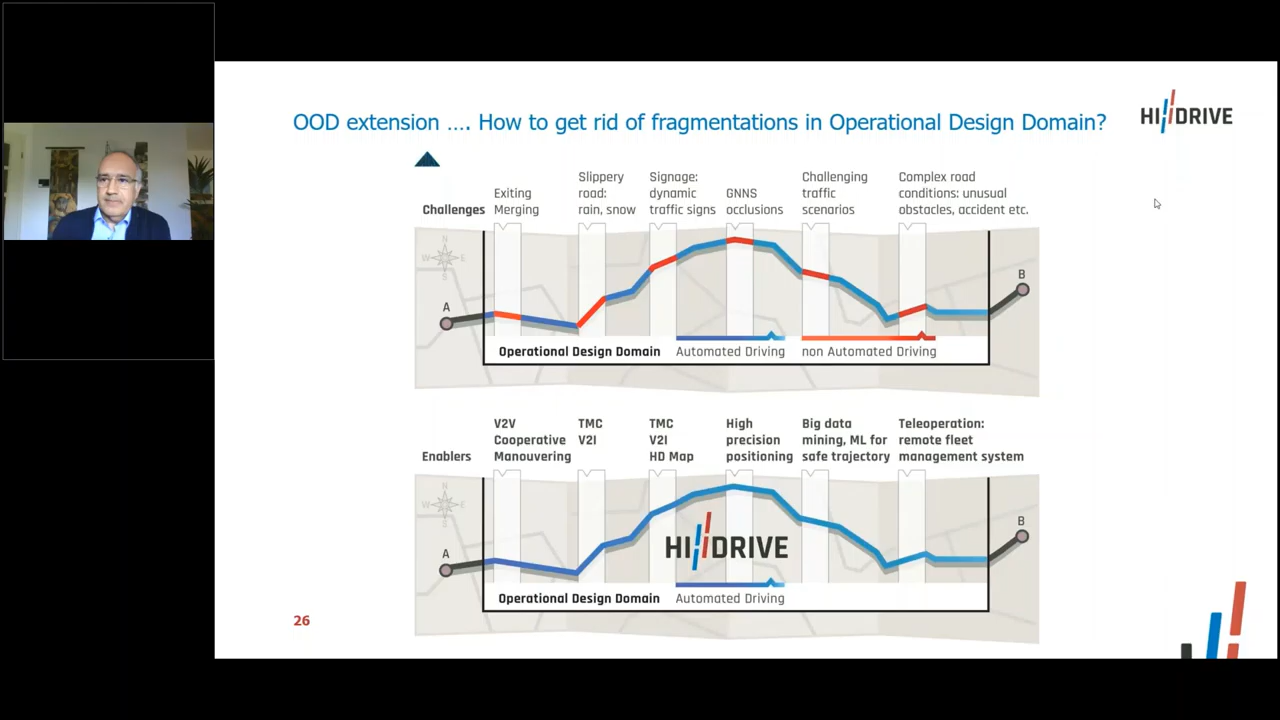 OOD extension .... How to get rid of fragmentations in Operational Design Domain?
HI DRIVE
Challenges
Exiting
Merging
Slippery
road:
rain, snow
Signage:
dynamic
traffic signs
GNNS
occlusions
Challenging
traffic
scenarios
Complex road
conditions: unusual
obstacles, accident etc.
N
W E
S
A
B
Operational Design Domain
Automated Driving
non Automated Driving
Enablers
V2V
Cooperative
Manouvering
TMC
V2I
TMC
V2I
HD Map
High
precision
positioning
Big data
mining, ML for
safe trajectory
Teleoperation:
remote fleet
management system
N
W E
S
A
HI DRIVE
B
Operational Design Domain
Automated Driving
26